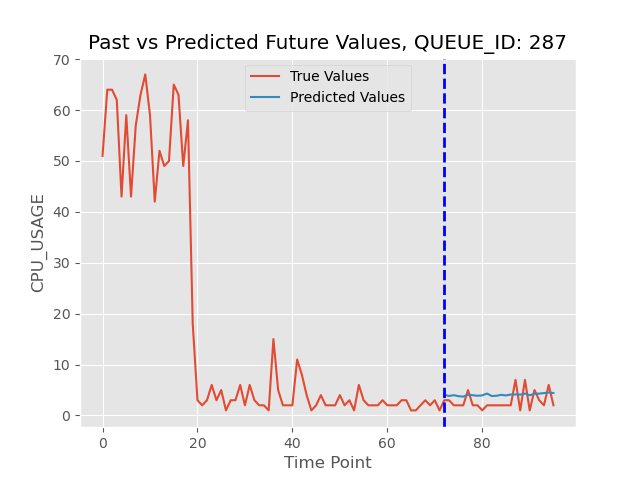 Past vs Predicted Future Values, QUEUE_ID: 287
True Values
Predicted Values
CPU_USAGE
70
60
50
40
30
20
10
0
0 20 40 60 80
Time Point